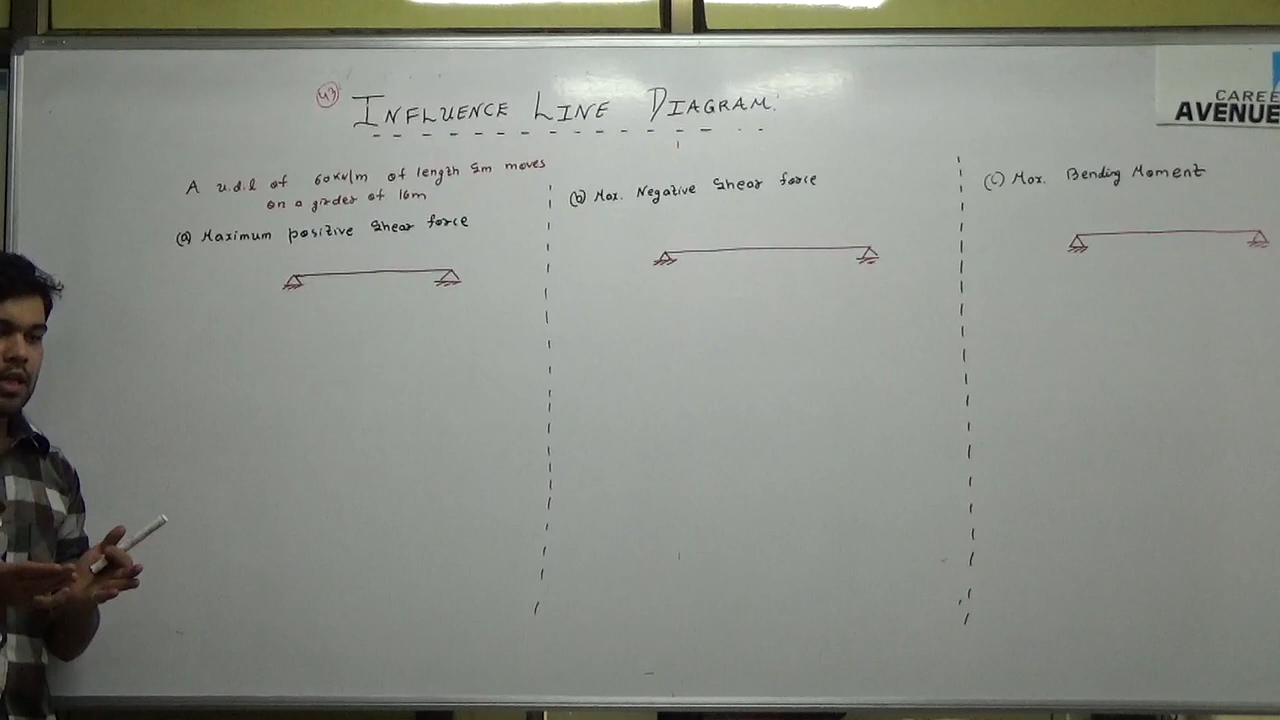 43
INFLUENCE LINE DIAGRAM.
A u.d.l of 60kN/m of length 5m moves
on a girder of 16m
(a) Maximum positive Shear force
(b) Max. Negative Shear force
(c) Max. Bending Moment
CAREE
AVENUE